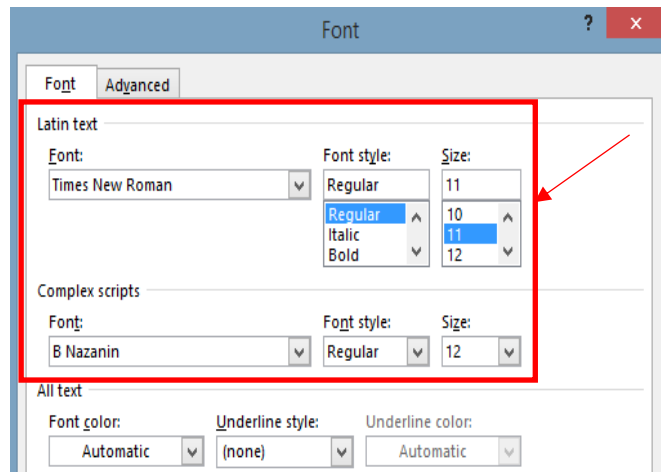 Font ? x
Font Advanced
Latin text
Font: Font style: Size:
Times New Roman Regular 11
Regular 10
Italic 11
Bold 12
Complex scripts
Font: Font style: Size:
B Nazanin Regular 12
All text
Font color: Underline style: Underline color:
Automatic (none) Automatic